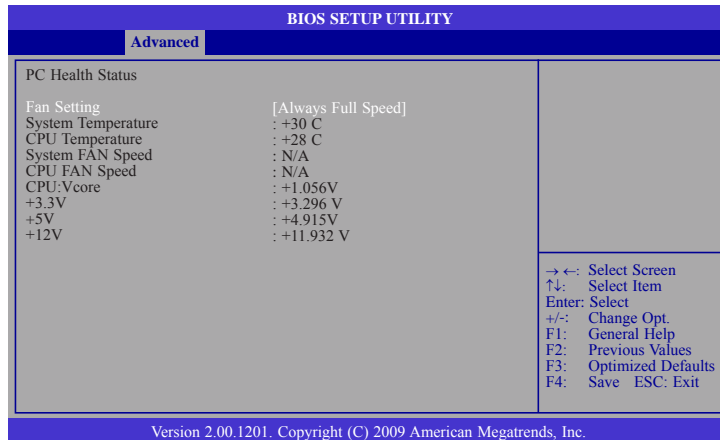 BIOS SETUP UTILITY
Advanced
PC Health Status
Fan Setting [Always Full Speed]
System Temperature : +30 C
CPU Temperature : +28 C
System FAN Speed : N/A
CPU FAN Speed : N/A
CPU:Vcore : +1.056V
+3.3V : +3.296 V
+5V : +4.915V
+12V : +11.932 V
→ ←: Select Screen
↑↓: Select Item
Enter: Select
+/-: Change Opt.
F1: General Help
F2: Previous Values
F3: Optimized Defaults
F4: Save ESC: Exit
Version 2.00.1201. Copyright (C) 2009 American Megatrends, Inc.